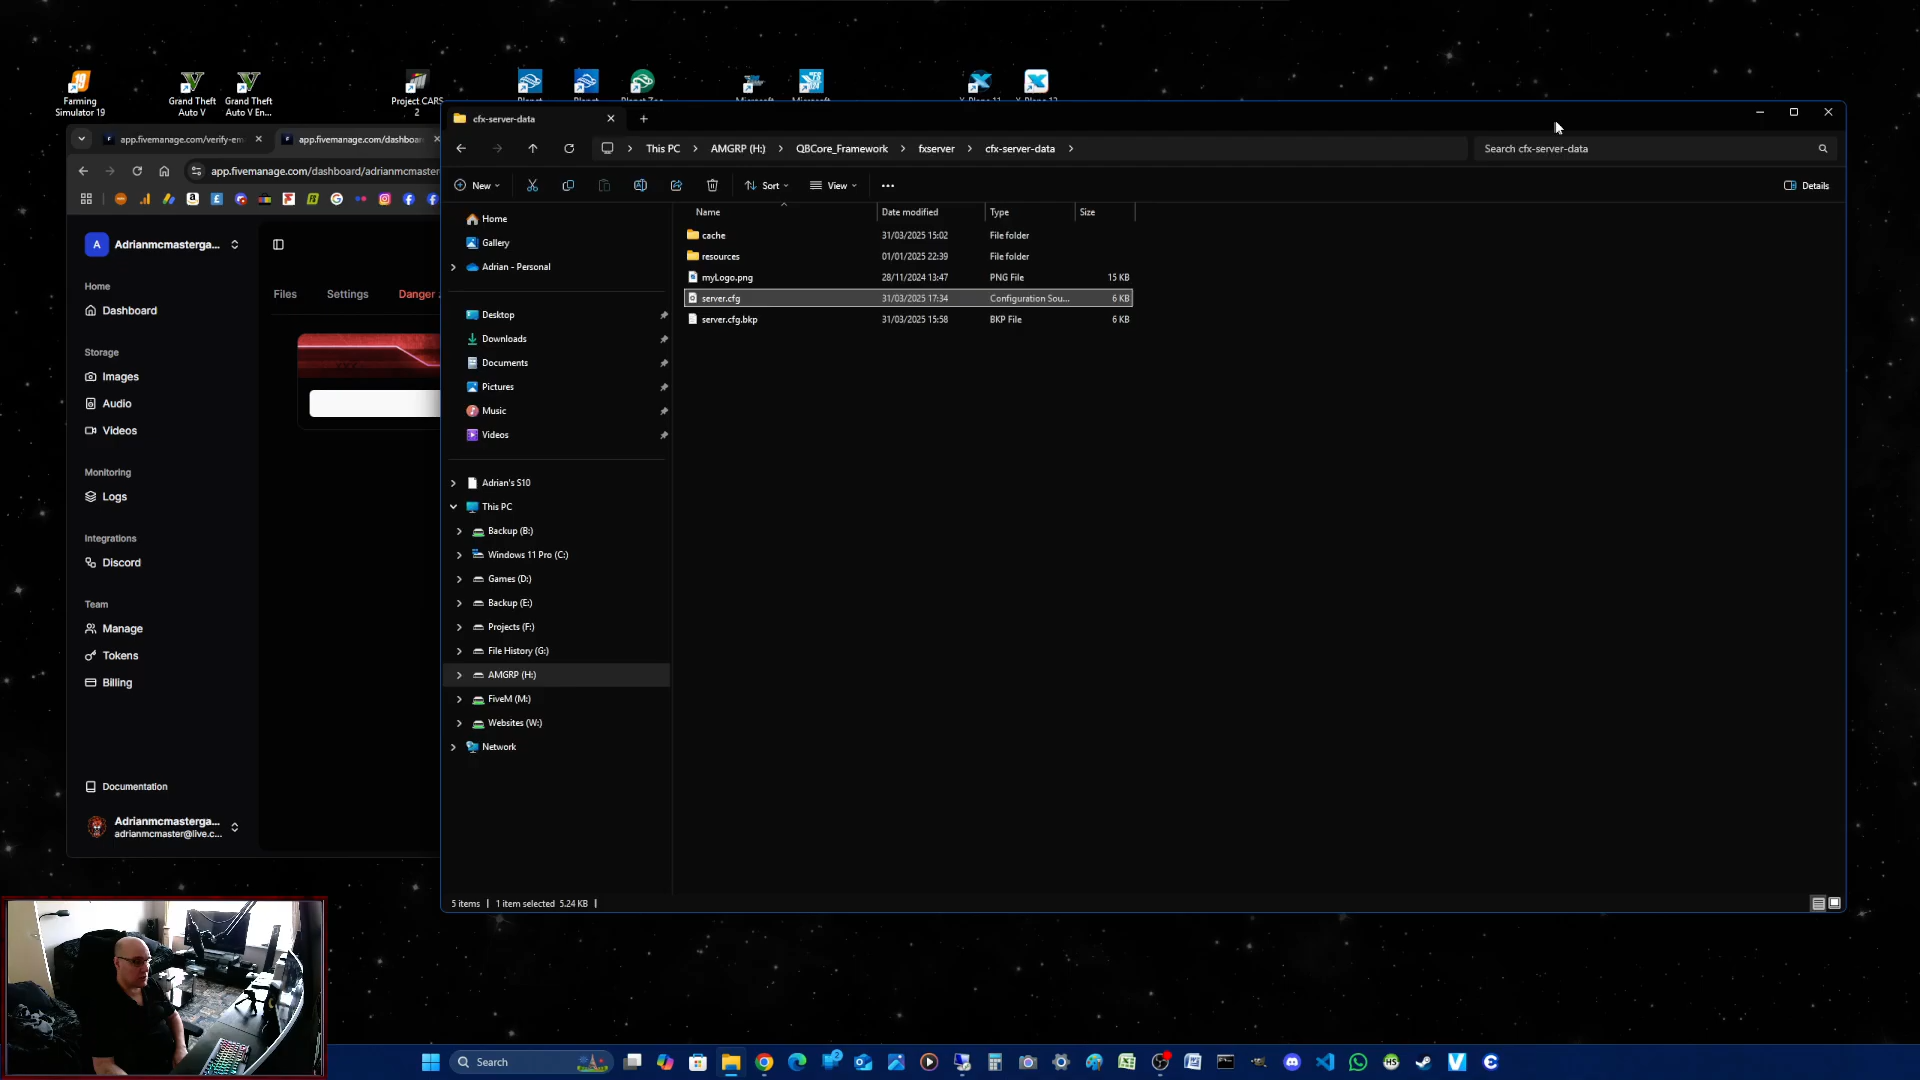 Farming
Simulator 19
Grand Theft
Auto V
Grand Theft
Auto V En...
Project CARS
2
Planet Zoo
app.fivemanage.com/verify-em
app.fivemanage.com/dashboar
app.fivemanage.com/dashboard/adrianmcmaster
A
Adrianmcmasterga...
Home
Dashboard
Storage
Images
Audio
Videos
Monitoring
Logs
Integrations
Discord
Team
Manage
Tokens
Billing
Documentation
Adrianmcmasterga...
adrianmcmaster@live.c...
Files
Settings
Danger
cfx-server-data
This PC
AMGRP (H:)
QBCore_Framework
fxserver
cfx-server-data
Search cfx-server-data
New
Sort
View
Details
Home
Gallery
Adrian - Personal
Desktop
Downloads
Documents
Pictures
Music
Videos
Adrian's S10
This PC
Backup (B:)
Windows 11 Pro (C:)
Games (D:)
Backup (E:)
Projects (F:)
File History (G:)
AMGRP (H:)
FiveM (M:)
Websites (W:)
Network
Name Date modified Type Size
cache 31/03/2025 15:02 File folder
resources 01/01/2025 22:39 File folder
myLogo.png 28/11/2024 13:47 PNG File 15 KB
server.cfg 31/03/2025 17:34 Configuration Sou... 6 KB
server.cfg.bkp 31/03/2025 15:58 BKP File 6 KB
5 items 1 item selected 5.24 KB
Search